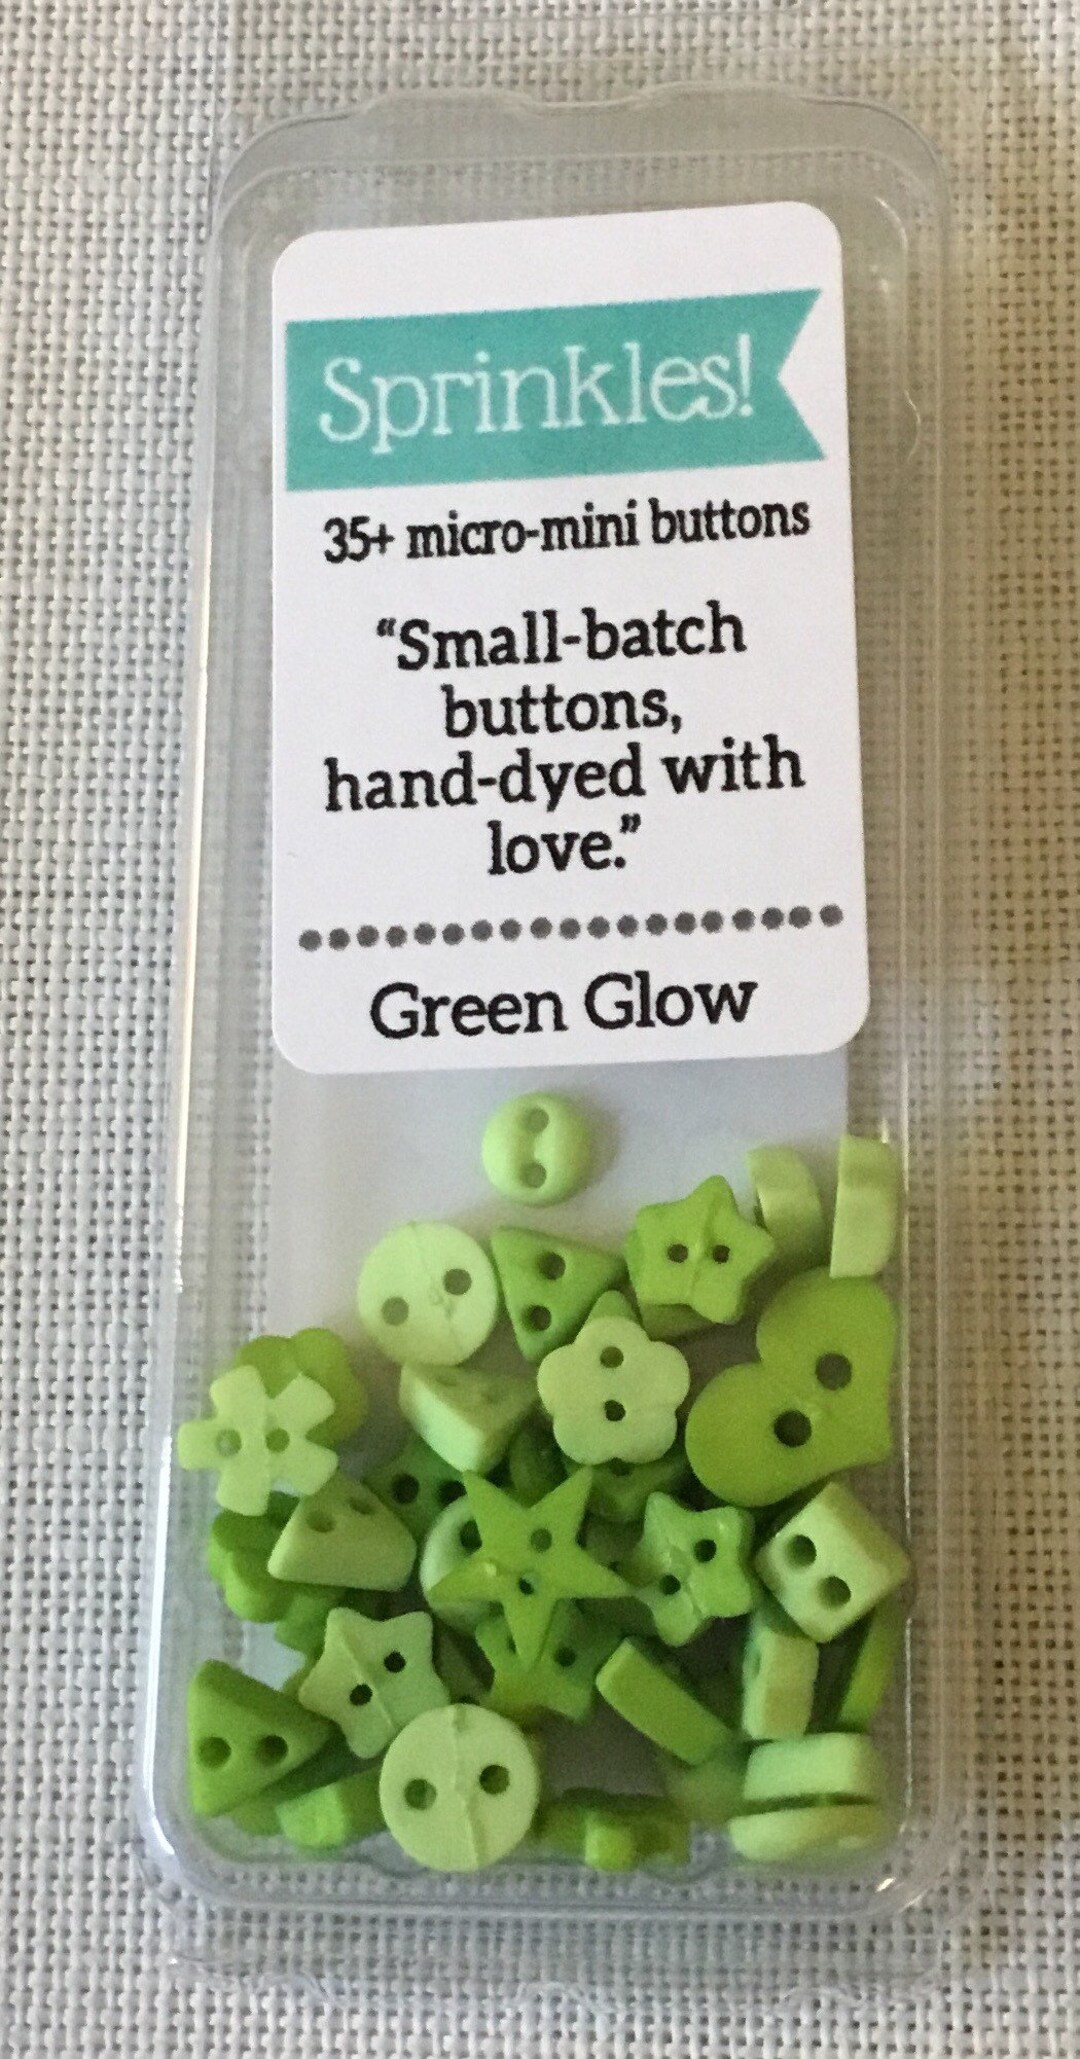 Sprinkles!
35+ micro-mini buttons
“Small-batch
buttons,
hand-dyed with
love.”
Green Glow